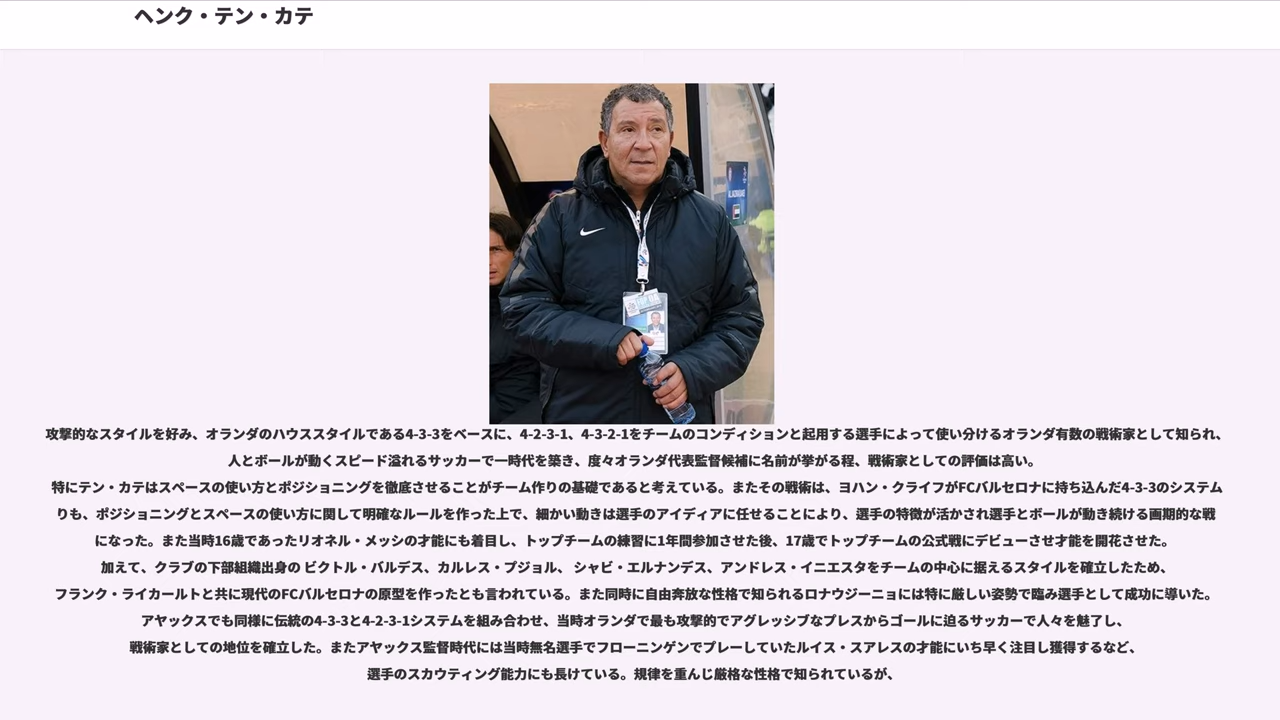 ヘンク・テン・カテ
攻撃的なスタイルを好み、オランダのハウススタイルである4-3-3をベースに、4-2-3-1、4-3-2-1をチームのコンディションと起用する選手によって使い分けるオランダ有数の戦術家として知られ、
人とボールが動くスピード溢れるサッカーで一時代を築き、度々オランダ代表監督候補に名前が挙がる程、戦術家としての評価は高い。
特にテン・カテはスペースの使い方とポジショニングを徹底させることがチーム作りの基礎であると考えている。またその戦術は、ヨハン・クライフがFCバルセロナに持ち込んだ4-3-3のシステム
りも、ポジショニングとスペースの使い方に関して明確なルールを作った上で、細かい動きは選手のアイディアに任せることにより、選手の特徴が活かされ選手とボールが動き続ける画期的な戦
になった。また当時16歳であったリオネル・メッシの才能にも着目し、トップチームの練習に1年間参加させた後、17歳でトップチームの公式戦にデビューさせ才能を開花させた。
加えて、クラブの下部組織出身の ビクトル・バルデス、カルレス・プジョル、 シャビ・エルナンデス、アンドレス・イニエスタをチームの中心に据えるスタイルを確立したため、
フランク・ライカールトと共に現代のFCバルセロナの原型を作ったとも言われている。また同時に自由奔放な性格で知られるロナウジーニョには特に厳しい姿勢で臨み選手として成功に導いた。
アヤックスでも同様に伝統の4-3-3と4-2-3-1システムを組み合わせ、当時オランダで最も攻撃的でアグレッシブなプレスからゴールに迫るサッカーで人々を魅了し、
戦術家としての地位を確立した。またアヤックス監督時代には当時無名選手でフローニンゲンでプレーしていたルイス・スアレスの才能にいち早く注目し獲得するなど、
選手のスカウティング能力にも長けている。規律を重んじ厳格な性格で知られているが、